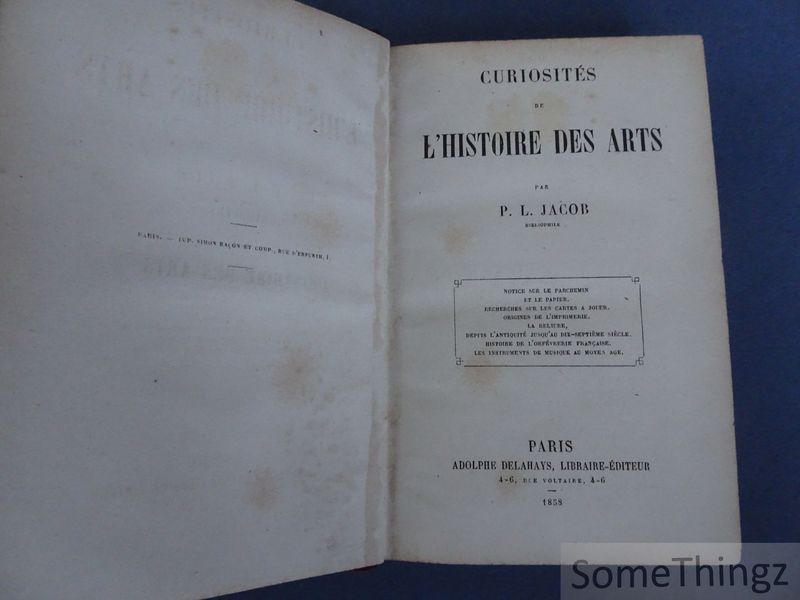 PARIS. — IMP. SIMON RAÇON ET COMP., RUE D'ERFURTH, 1.
CURIOSITÉS
DE
L'HISTOIRE DES ARTS
PAR
P. L. JACOB
BIBLIOPHILE
NOTICE SUR LE PARCHEMIN
ET LE PAPIER,
RECHERCHES SUR LES CARTES A JOUER,
ORIGINES DE L'IMPRIMERIE,
LA RELIURE,
DEPUIS L'ANTIQUITÉ JUSQU'AU DIX-SEPTIÈME SIÈCLE,
HISTOIRE DE L'ORFÉVRERIE FRANÇAISE,
LES INSTRUMENTS DE MUSIQUE AU MOYEN AGE.
PARIS
ADOLPHE DELAHAYS, LIBRAIRE-ÉDITEUR
4-6, RUE VOLTAIRE, 4-6
1858
SomeThingz